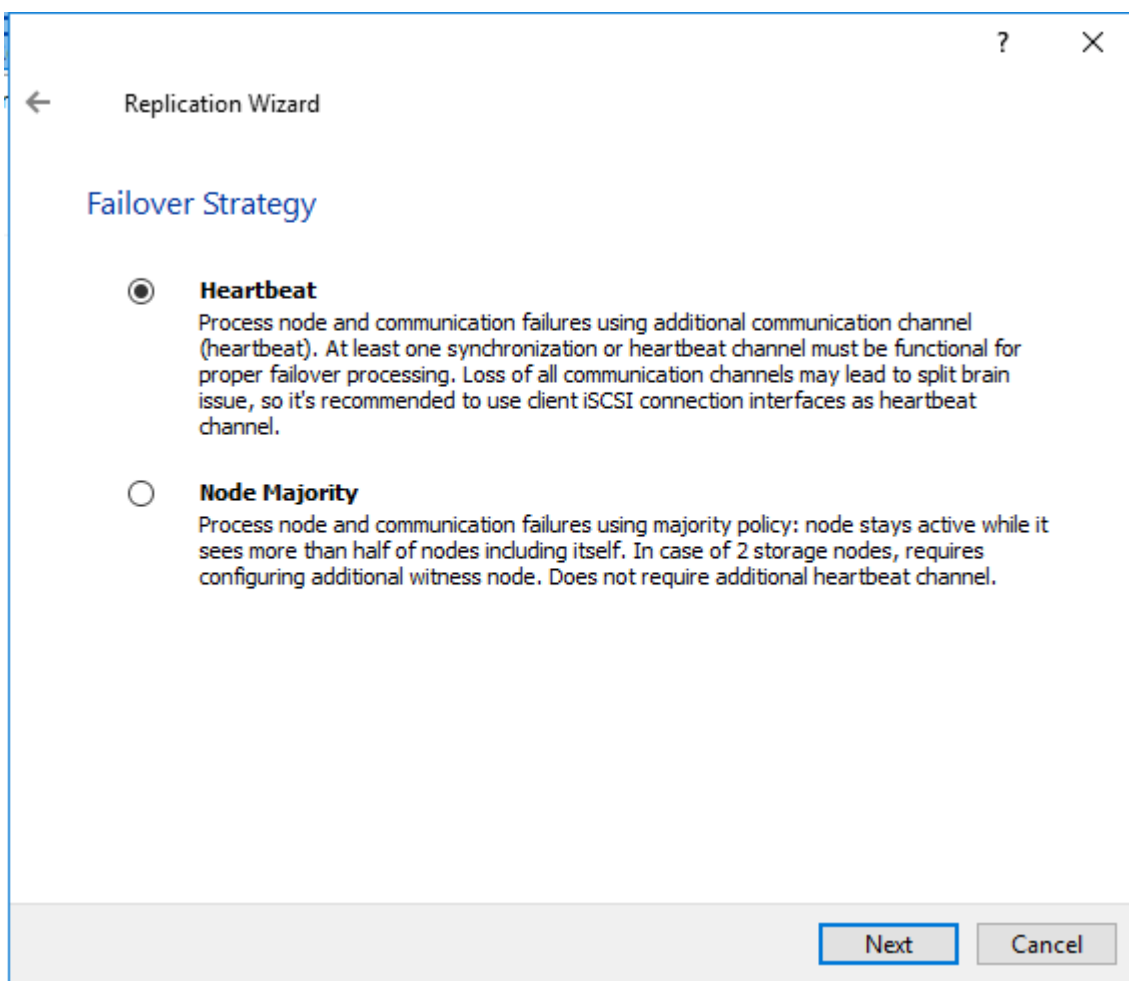 ?
Replication Wizard
Failover Strategy
Heartbeat
Process node and communication failures using additional communication channel
(heartbeat). At least one synchronization or heartbeat channel must be functional for
proper failover processing. Loss of all communication channels may lead to split brain
issue, so it's recommended to use client iSCSI connection interfaces as heartbeat
channel.
Node Majority
Process node and communication failures using majority policy: node stays active while it
sees more than half of nodes including itself. In case of 2 storage nodes, requires
configuring additional witness node. Does not require additional heartbeat channel.
Next Cancel